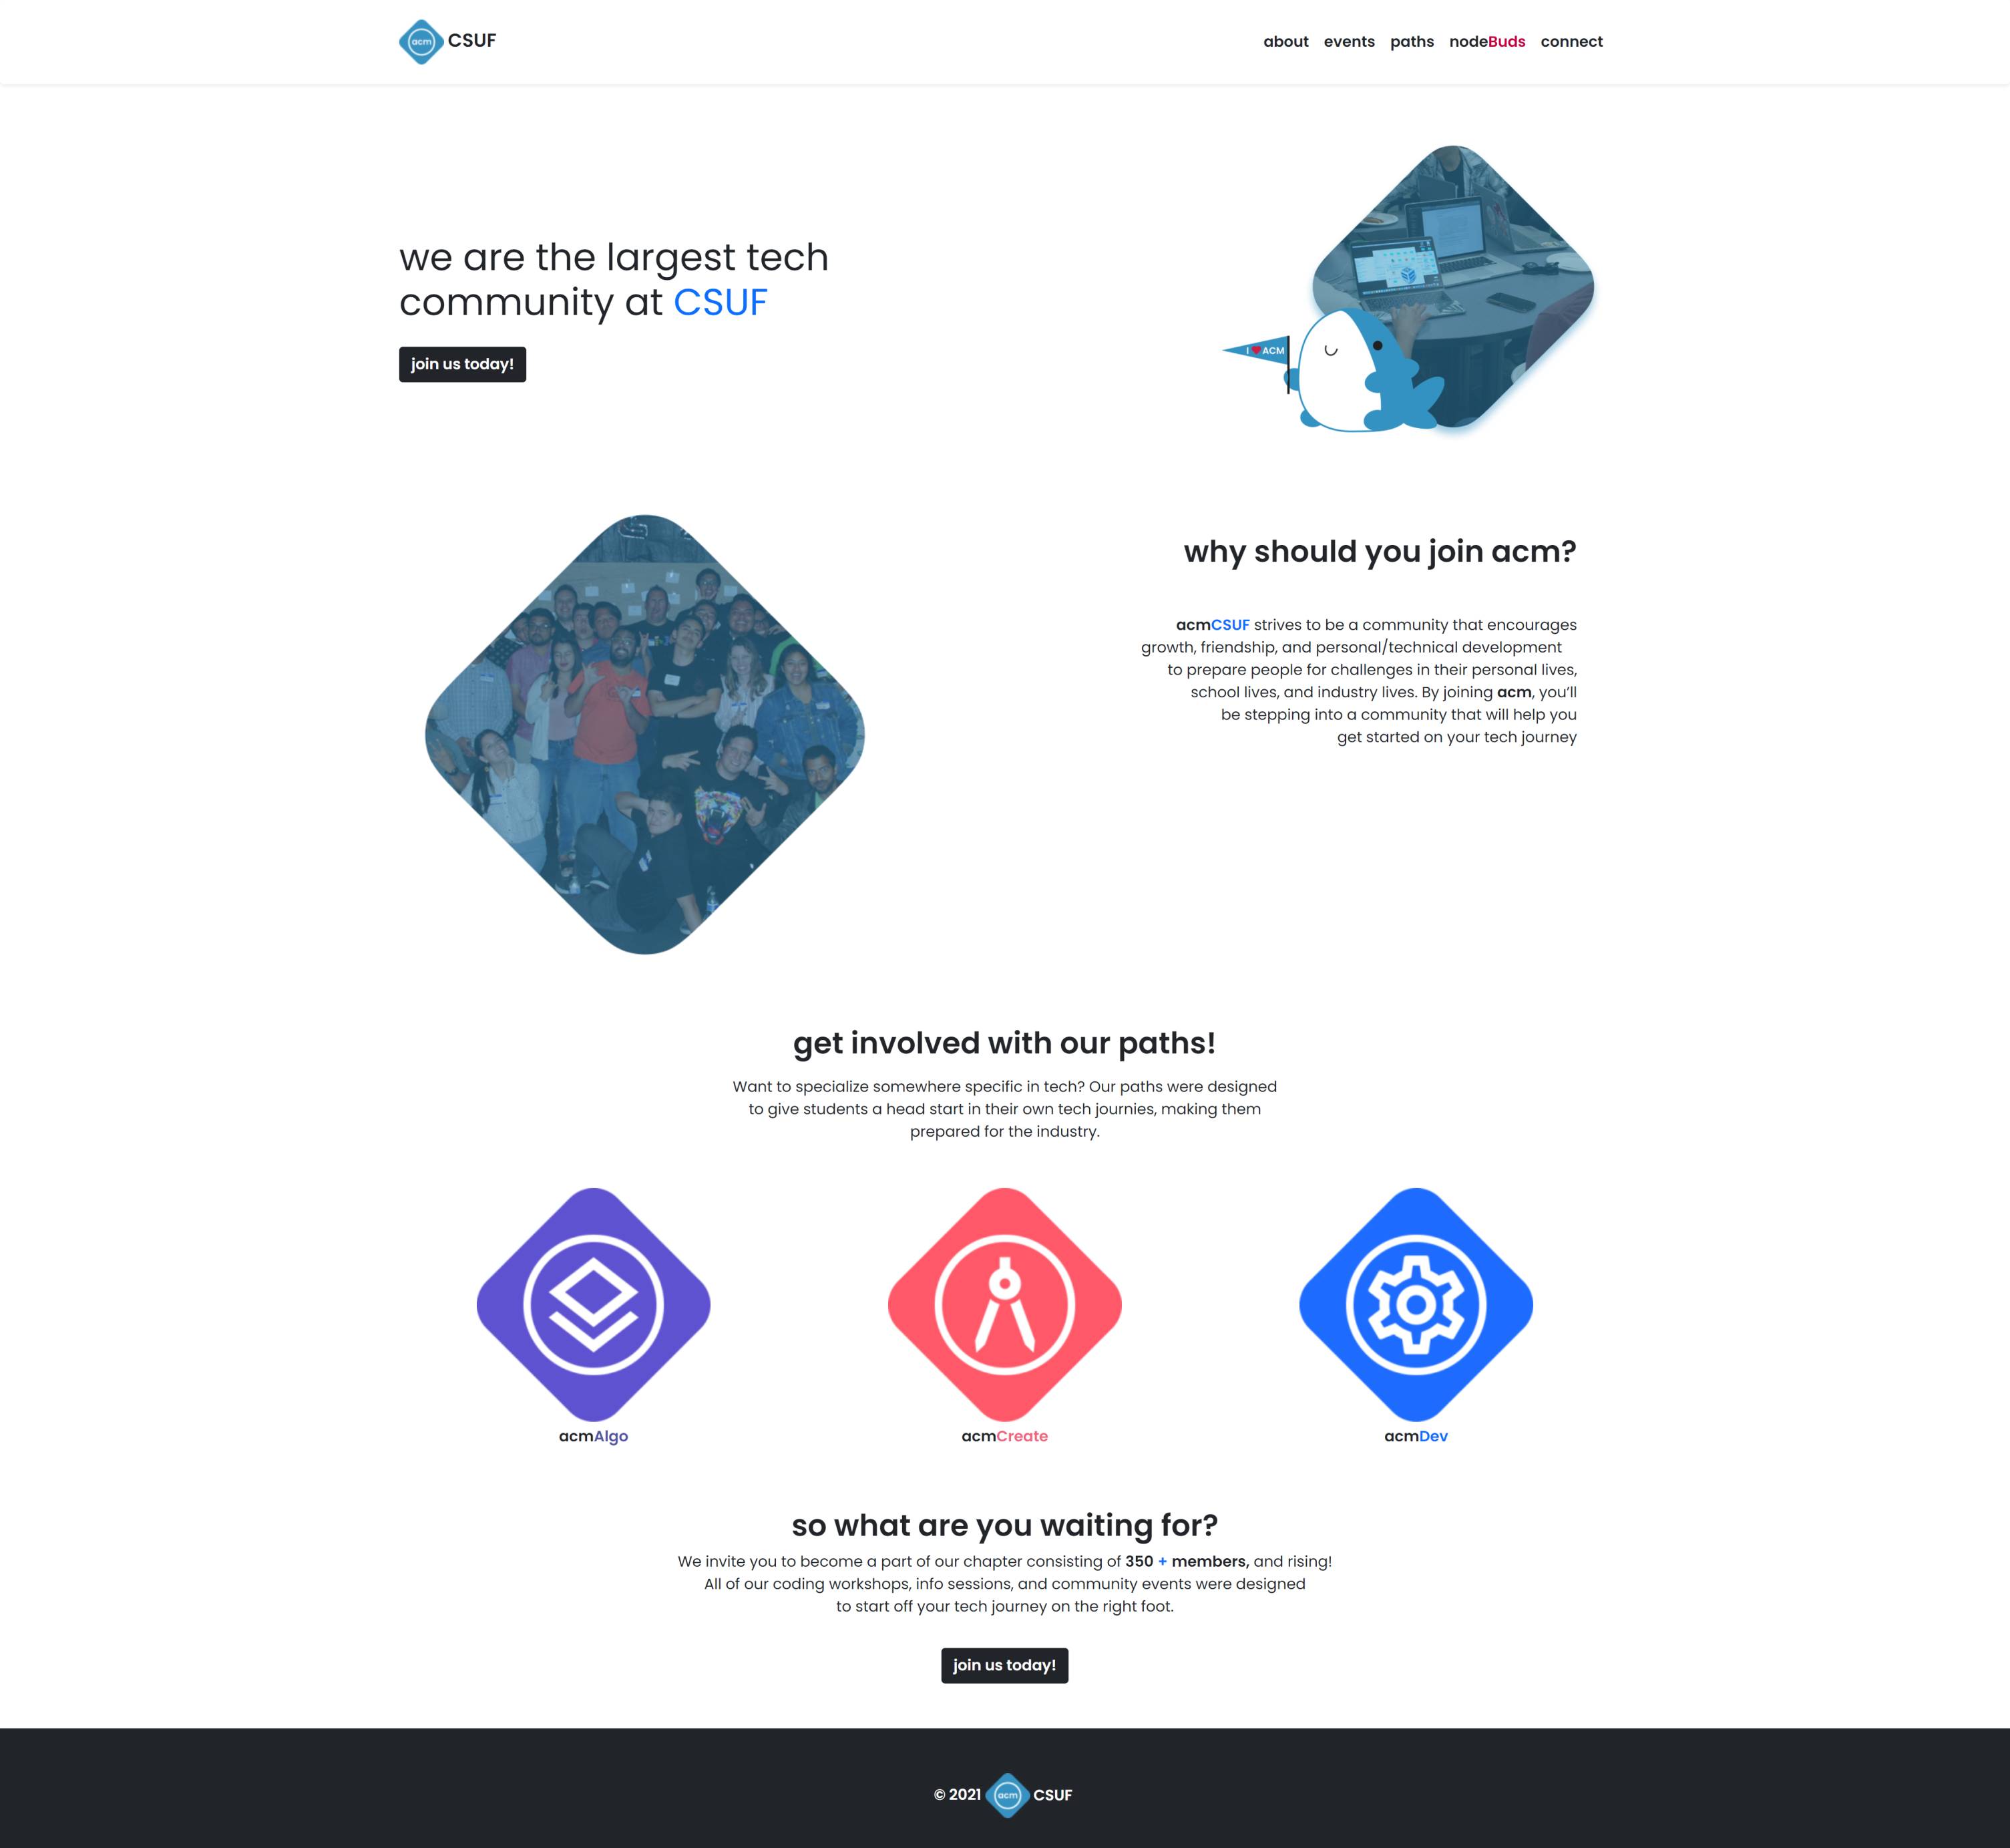 acm CSUF
about events paths nodeBuds connect
we are the largest tech
community at CSUF
join us today!
I ❤ ACM
why should you join acm?
acmCSUF strives to be a community that encourages
growth, friendship, and personal/technical development
to prepare people for challenges in their personal lives,
school lives, and industry lives. By joining acm, you'll
be stepping into a community that will help you
get started on your tech journey
get involved with our paths!
Want to specialize somewhere specific in tech? Our paths were designed
to give students a head start in their own tech journies, making them
prepared for the industry.
acmAlgo
acmCreate
acmDev
so what are you waiting for?
We invite you to become a part of our chapter consisting of 350 + members, and rising!
All of our coding workshops, info sessions, and community events were designed
to start off your tech journey on the right foot.
join us today!
© 2021 acm CSUF